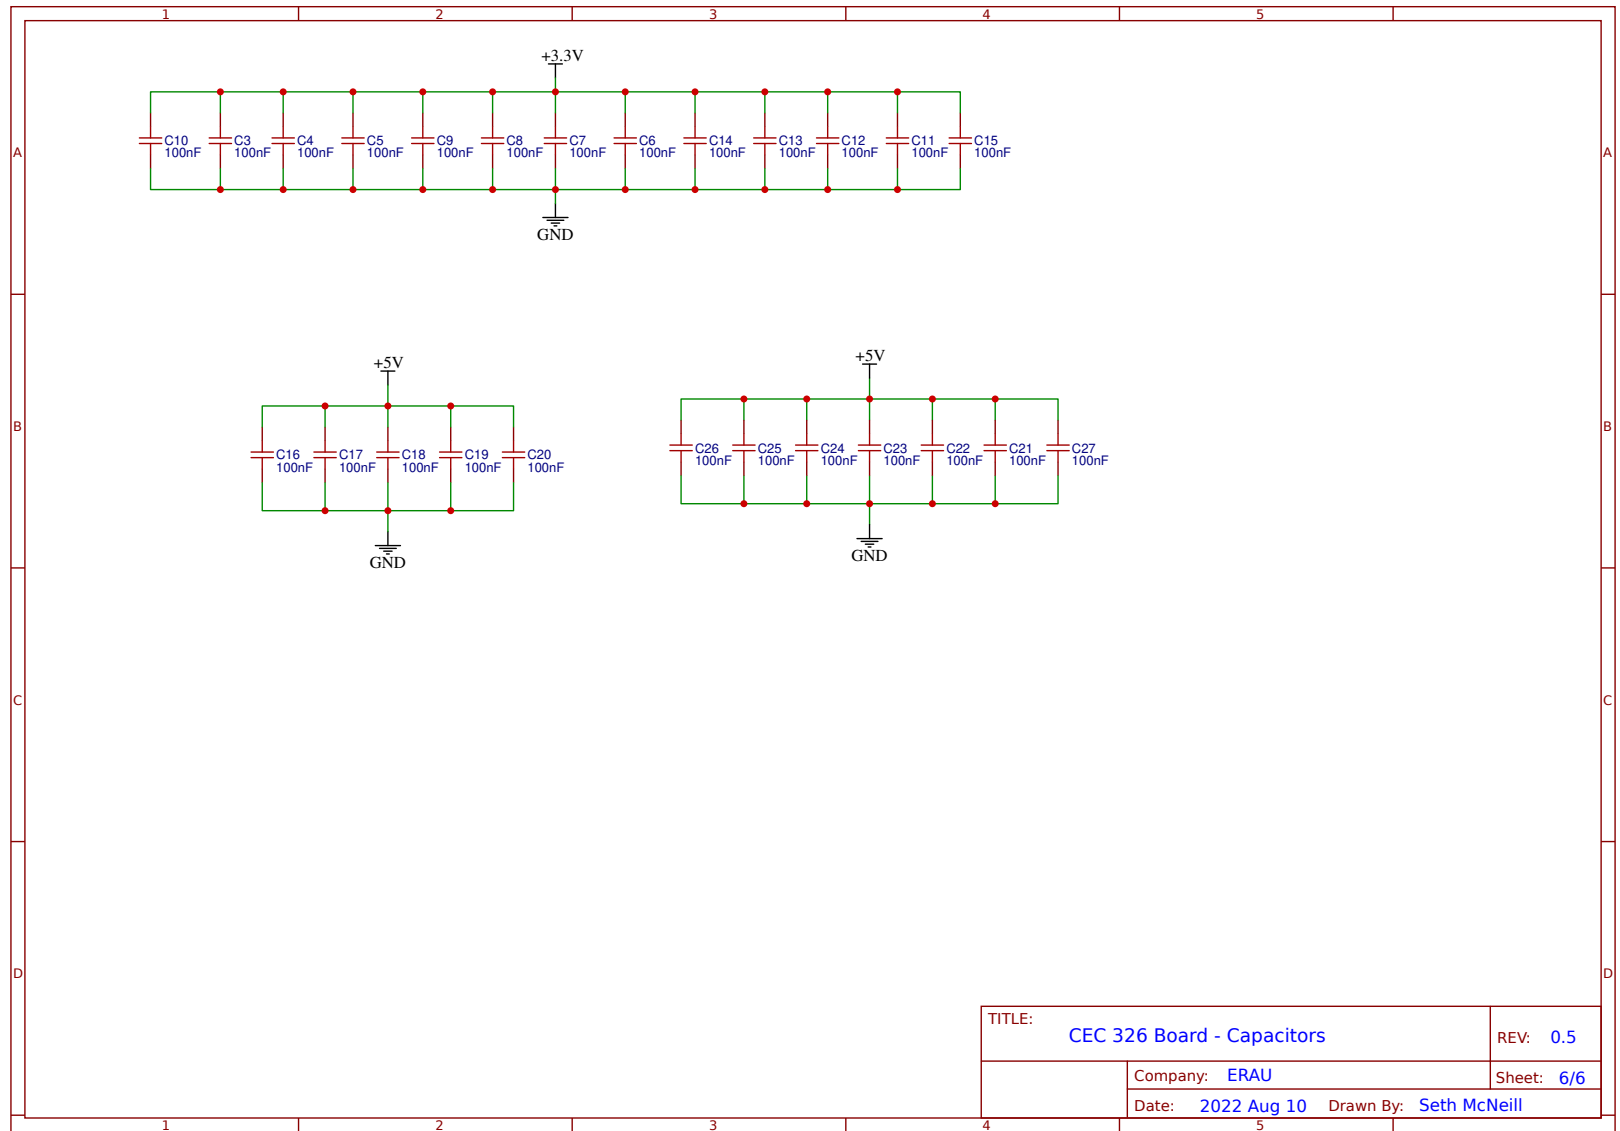 1 2 3 4 5
+3.3V
C10 C3 C4 C5 C9 C8 C7 C6 C14 C13 C12 C11 C15
100nF 100nF 100nF 100nF 100nF 100nF 100nF 100nF 100nF 100nF 100nF 100nF 100nF
A A
GND
+5V +5V
B B
C26 C25 C24 C23 C22 C21 C27
100nF 100nF 100nF 100nF 100nF 100nF 100nF
C16 C17 C18 C19 C20
100nF 100nF 100nF 100nF 100nF
GND GND
C C
D D
TITLE:
CEC 326 Board - Capacitors
REV: 0.5
Company: ERAU
Sheet: 6/6
Date: 2022 Aug 10 Drawn By: Seth McNeill
1 2 3 4 5